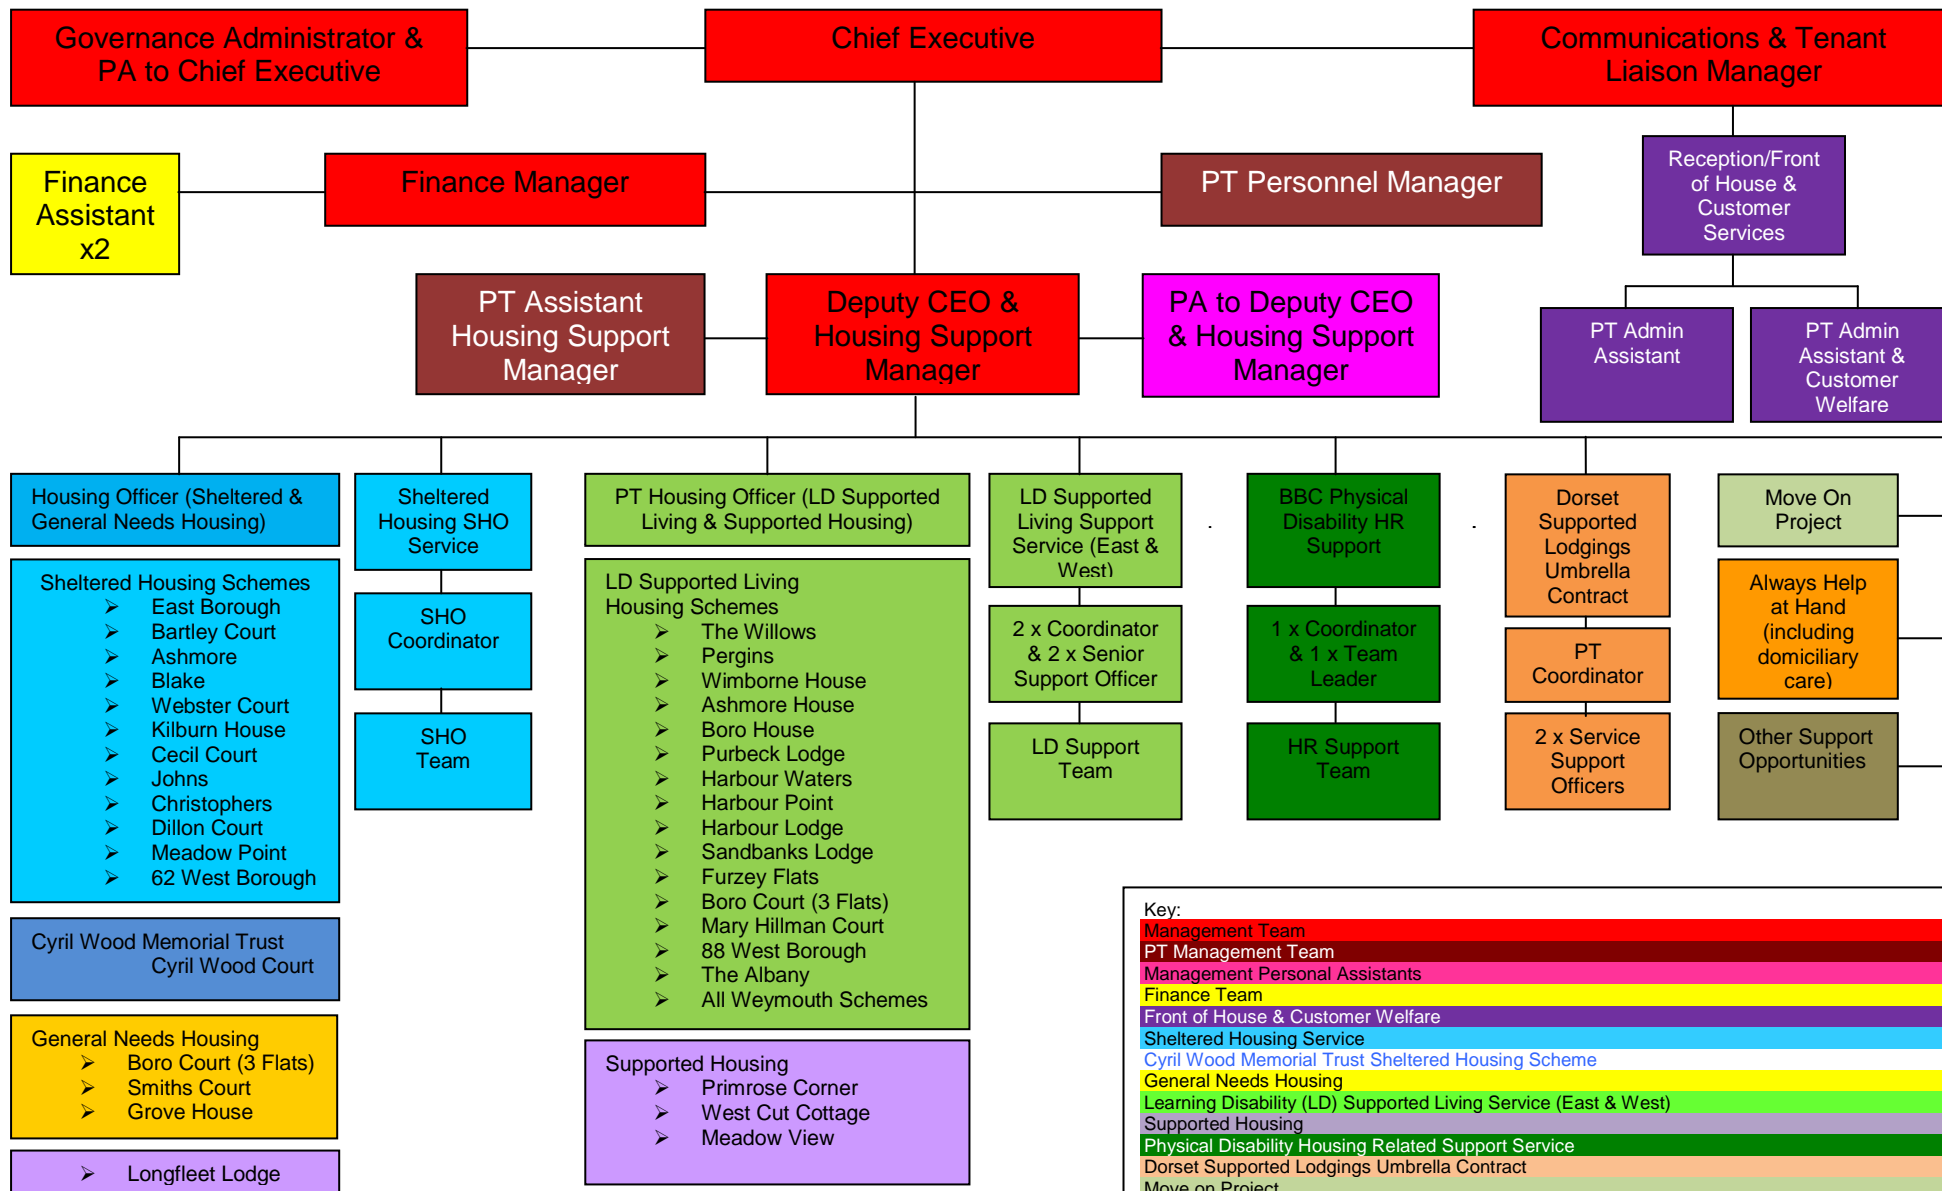 Governance Administrator &
PA to Chief Executive
Chief Executive
Communications & Tenant
Liaison Manager
Finance
Assistant
x2
Finance Manager
PT Personnel Manager
Reception/Front
of House &
Customer
Services
PT Assistant
Housing Support
Manager
Deputy CEO &
Housing Support
Manager
PA to Deputy CEO
& Housing Support
Manager
PT Admin
Assistant
PT Admin
Assistant &
Customer
Welfare
Housing Officer (Sheltered &
General Needs Housing)
Sheltered Housing Schemes
➢ East Borough
➢ Bartley Court
➢ Ashmore
➢ Blake
➢ Webster Court
➢ Kilburn House
➢ Cecil Court
➢ Johns
➢ Christophers
➢ Dillon Court
➢ Meadow Point
➢ 62 West Borough
Cyril Wood Memorial Trust
Cyril Wood Court
General Needs Housing
➢ Boro Court (3 Flats)
➢ Smiths Court
➢ Grove House
➢ Longfleet Lodge
Sheltered
Housing SHO
Service
SHO
Coordinator
SHO
Team
PT Housing Officer (LD Supported
Living & Supported Housing)
LD Supported Living
Housing Schemes
➢ The Willows
➢ Pergins
➢ Wimborne House
➢ Ashmore House
➢ Boro House
➢ Purbeck Lodge
➢ Harbour Waters
➢ Harbour Point
➢ Harbour Lodge
➢ Sandbanks Lodge
➢ Furzey Flats
➢ Boro Court (3 Flats)
➢ Mary Hillman Court
➢ 88 West Borough
➢ The Albany
➢ All Weymouth Schemes
Supported Housing
➢ Primrose Corner
➢ West Cut Cottage
➢ Meadow View
LD Supported
Living Support
Service (East &
West)
2 x Coordinator
& 2 x Senior
Support Officer
LD Support
Team
BBC Physical
Disability HR
Support
1 x Coordinator
& 1 x Team
Leader
HR Support
Team
Dorset
Supported
Lodgings
Umbrella
Contract
PT
Coordinator
2 x Service
Support
Officers
Move On
Project
Always Help
at Hand
(including
domiciliary
care)
Other Support
Opportunities
Key:
Management Team
PT Management Team
Management Personal Assistants
Finance Team
Front of House & Customer Welfare
Sheltered Housing Service
Cyril Wood Memorial Trust Sheltered Housing Scheme
General Needs Housing
Learning Disability (LD) Supported Living Service (East & West)
Supported Housing
Physical Disability Housing Related Support Service
Dorset Supported Lodgings Umbrella Contract
Move on Project